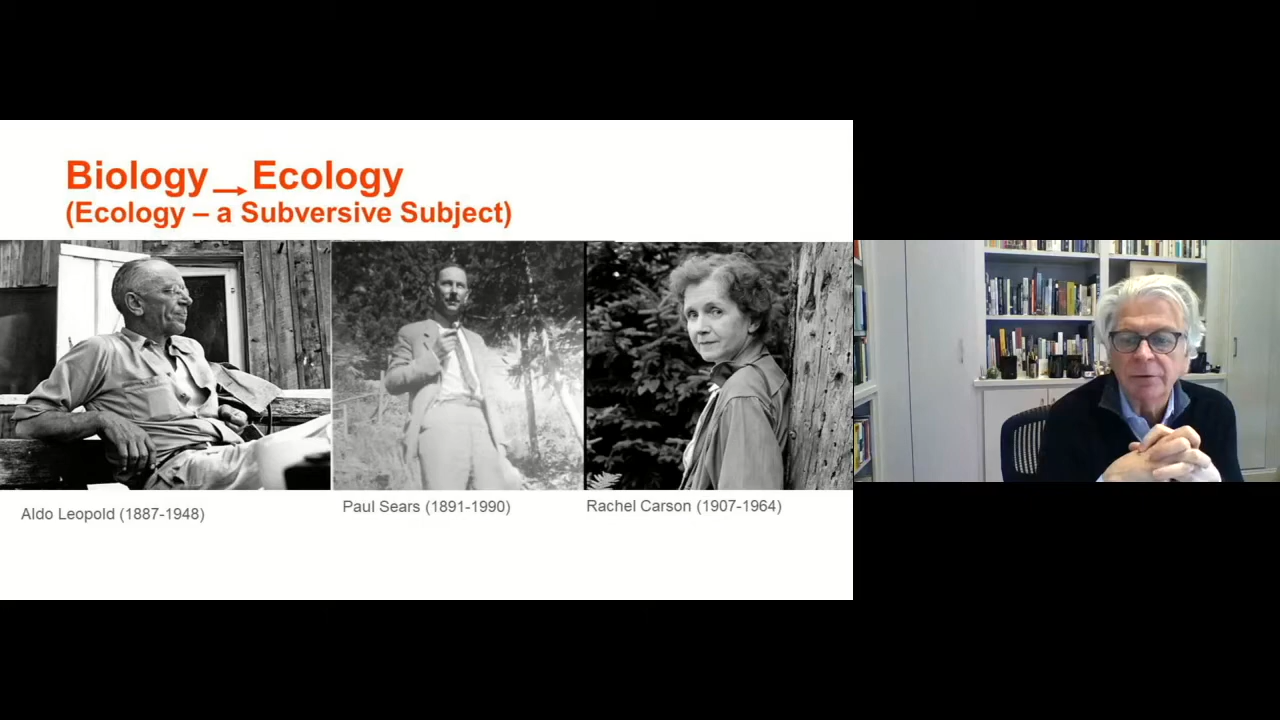 Biology → Ecology
(Ecology – a Subversive Subject)
Aldo Leopold (1887-1948)
Paul Sears (1891-1990)
Rachel Carson (1907-1964)